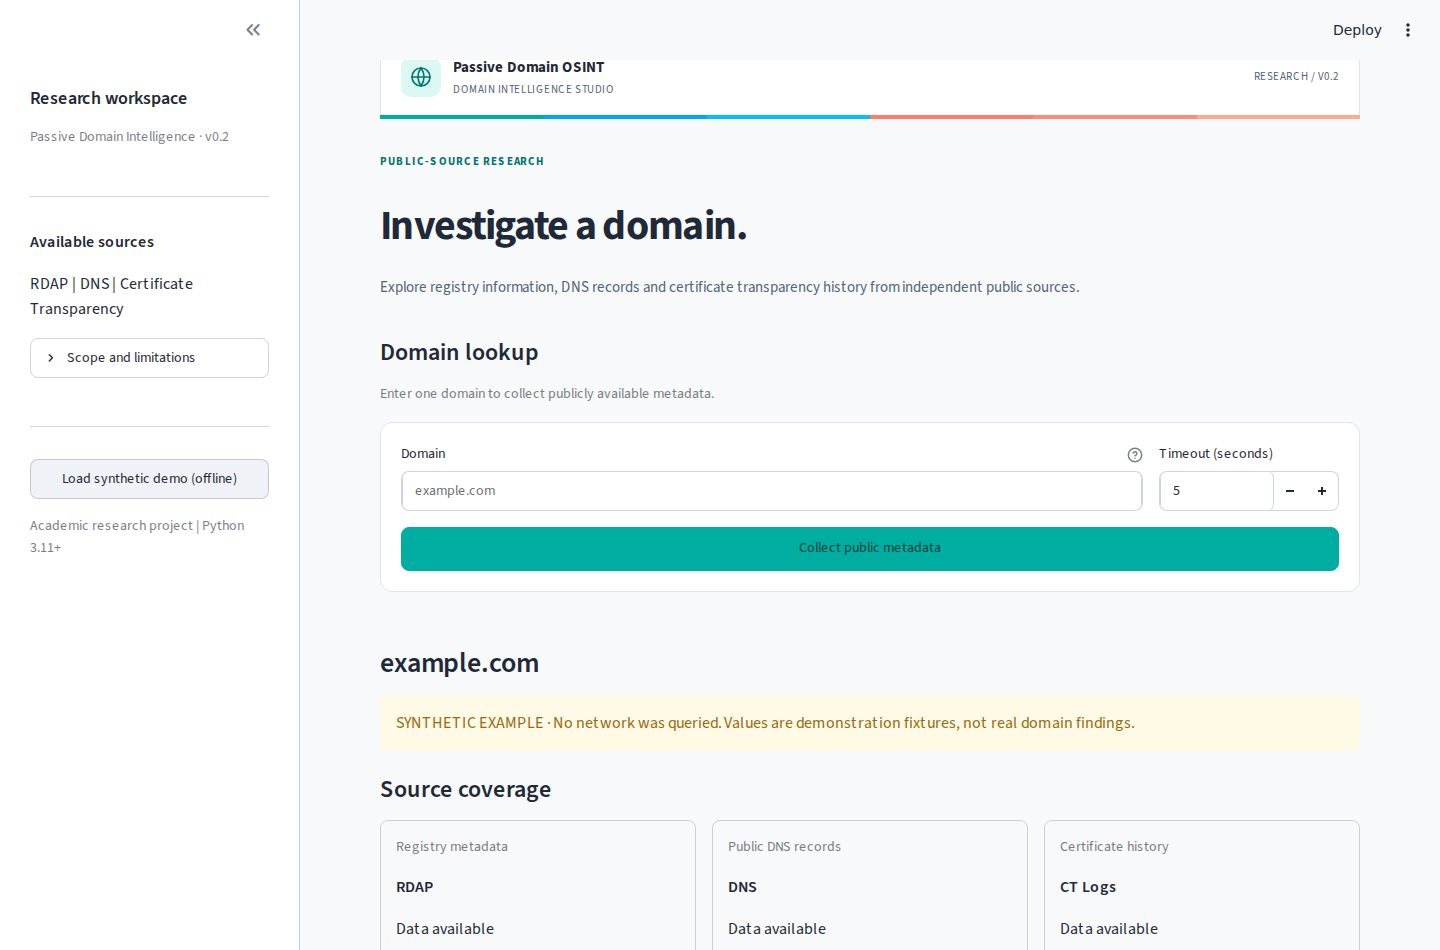 Deploy
Research workspace
Passive Domain Intelligence · v0.2
Available sources
RDAP | DNS | Certificate
Transparency
Scope and limitations
Load synthetic demo (offline)
Academic research project | Python
3.11+
Passive Domain OSINT
DOMAIN INTELLIGENCE STUDIO
RESEARCH / V0.2
PUBLIC-SOURCE RESEARCH
Investigate a domain.
Explore registry information, DNS records and certificate transparency history from independent public sources.
Domain lookup
Enter one domain to collect publicly available metadata.
Domain
Timeout (seconds)
example.com
5
Collect public metadata
example.com
SYNTHETIC EXAMPLE · No network was queried. Values are demonstration fixtures, not real domain findings.
Source coverage
Registry metadata
RDAP
Data available
Public DNS records
DNS
Data available
Certificate history
CT Logs
Data available